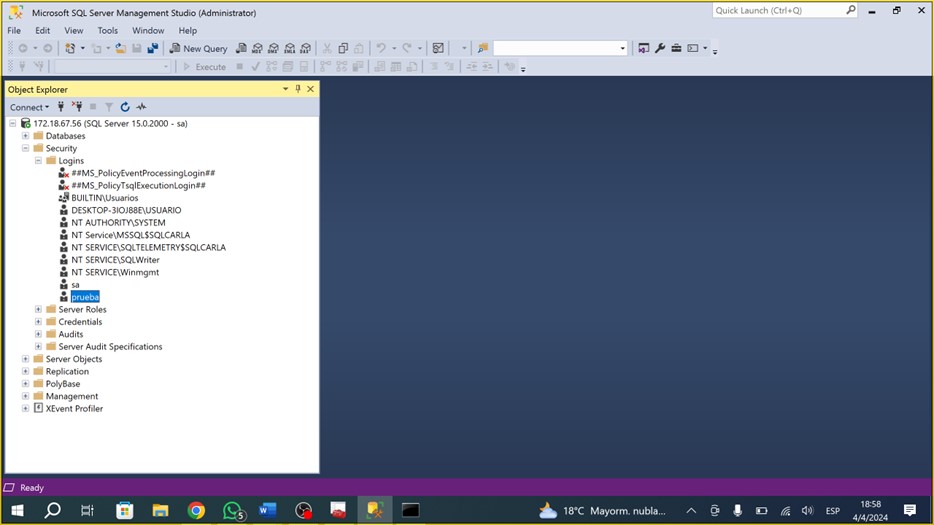 Microsoft SQL Server Management Studio (Administrator)
Quick Launch (Ctrl+Q)
File Edit View Tools Window Help
New Query
MDX DMX XMLA DAX
Execute
Object Explorer
Connect
172.18.67.56 (SQL Server 15.0.2000 - sa)
Databases
Security
Logins
##MS_PolicyEventProcessingLogin##
##MS_PolicyTsqlExecutionLogin##
BUILTIN\Usuarios
DESKTOP-3IOJ88E\USUARIO
NT AUTHORITY\SYSTEM
NT Service\MSSQL$SQLCARLA
NT SERVICE\SQLTELEMETRY$SQLCARLA
NT SERVICE\SQLWriter
NT SERVICE\Winmgmt
sa
prueba
Server Roles
Credentials
Audits
Server Audit Specifications
Server Objects
Replication
PolyBase
Management
XEvent Profiler
Ready
5
W
18°C Mayorm. nubla...
ESP
18:58
4/4/2024